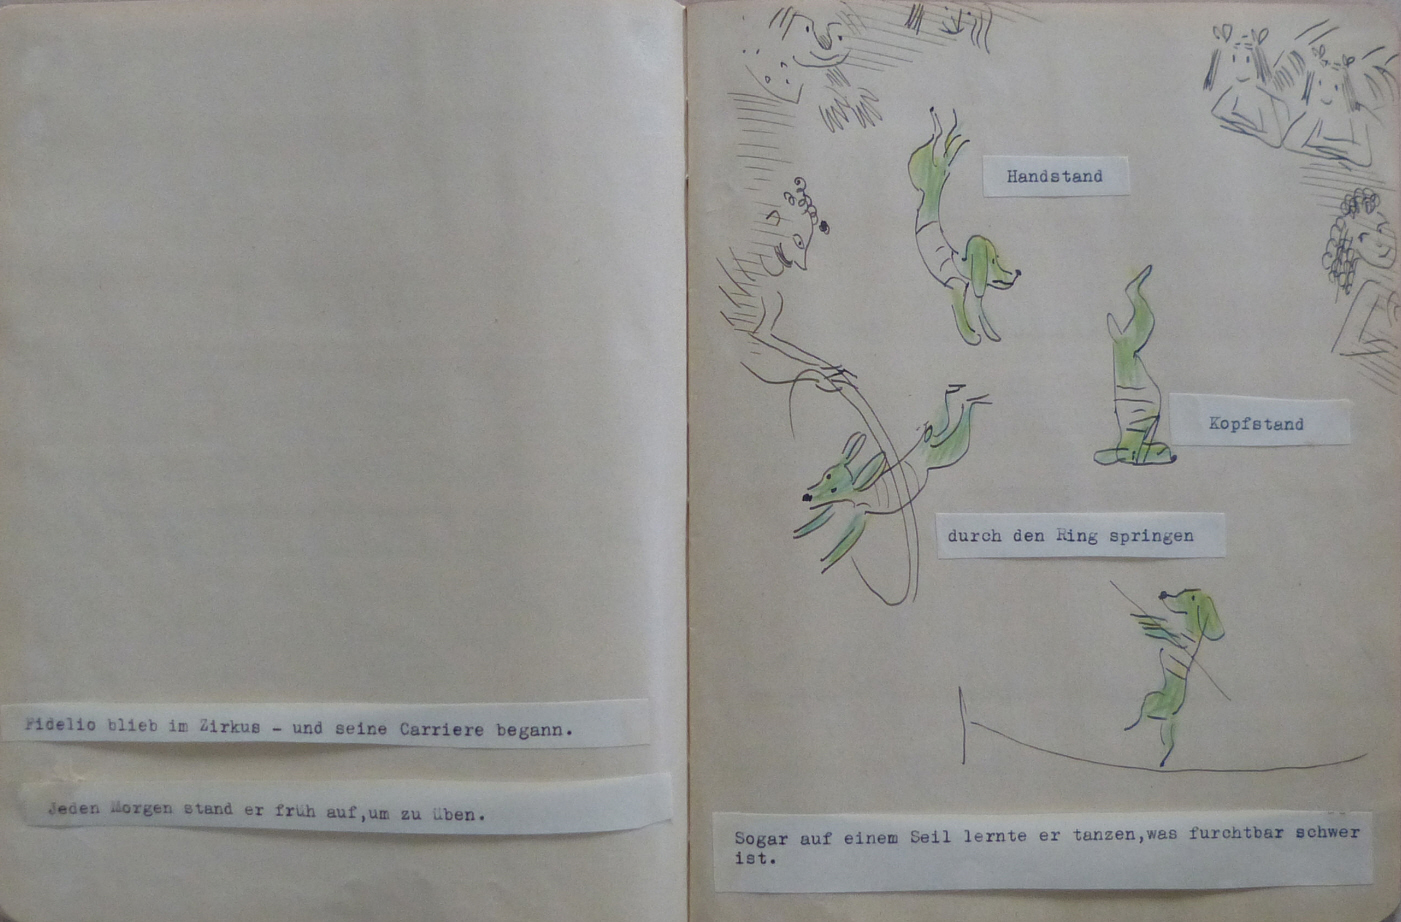 Fidelio blieb im Zirkus - und seine Carriere begann.
Jeden Morgen stand er früh auf,um zu üben.
Handstand
Kopfstand
durch den Ring springen
Sogar auf einem Seil lernte er tanzen,was furchtbar schwer
ist.